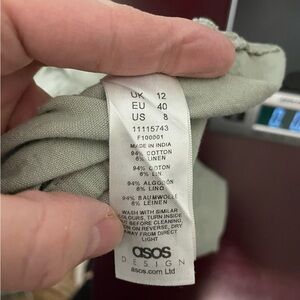 UK 12
EU 40
US 8
11115743
F100001
MADE IN INDIA
94% COTTON
6% LINEN
94% COTON
6% LIN
94% ALGODÓN
6% LINO
94% BAUMWOLLE
6% LEINEN
WASH WITH SIMILAR
COLOURS, TURN INSIDE
OUT BEFORE CLEANING
ON REVERSE, DRY
AWAY FROM DIRECT
LIGHT
asos
DESIGN
asos.com Ltd